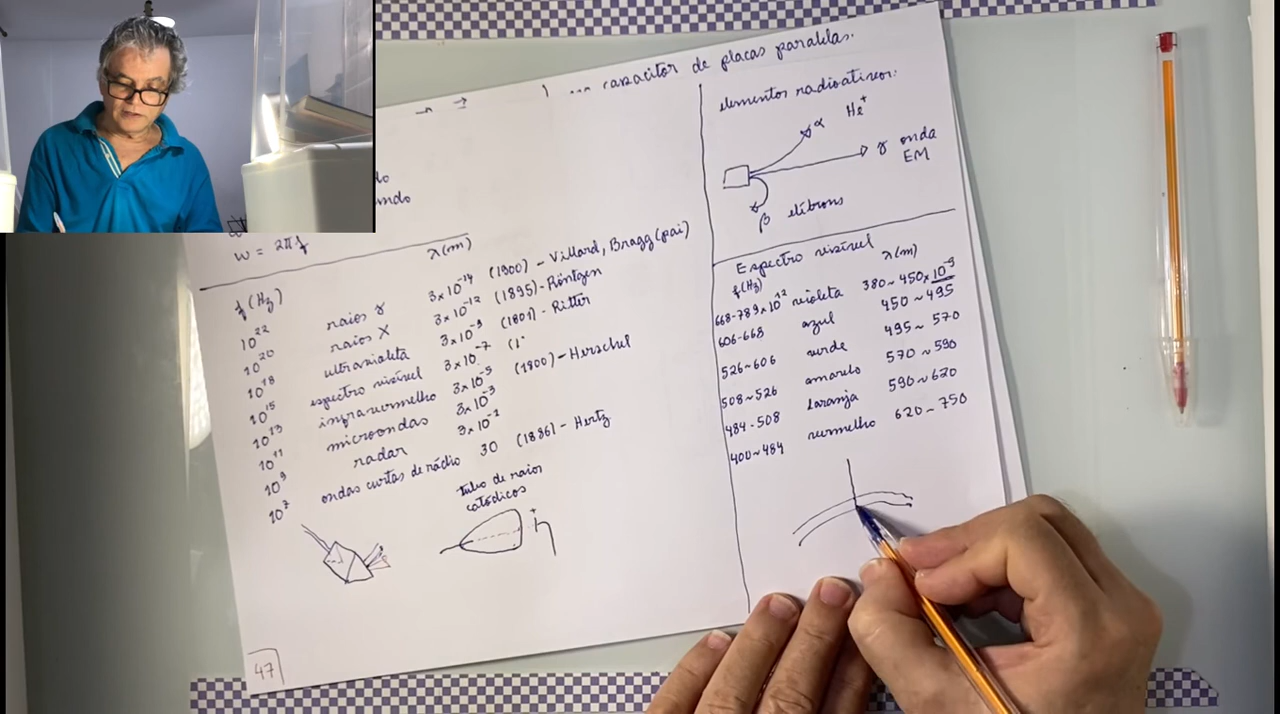 capacitor de placas paralelas.
elementos radioativos:
α He⁺
γ onda
EM
β elétrons
do
ando
w = 2πf
f(Hz) λ(m)
10²² raios γ 3x10⁻¹⁴ (1900) - Villard, Bragg (pai)
10²⁰ raios X 3x10⁻¹² (1895) - Röntgen
10¹⁸ ultravioleta 3x10⁻⁹ (1801) - Ritter
10¹⁵ espectro visível 3x10⁻⁷
10¹³ infravermelho 3x10⁻⁵ (1800) - Herschel
10¹¹ microondas 3x10⁻³
10⁹ radar 3x10⁻¹
10⁷ ondas curtas de rádio 30 (1886) - Hertz
tubo de raios
catódicos
+
47
Espectro visível
f(Hz) λ(m)
668-789x10¹² violeta 380~450x10⁻⁹
606-668 azul 450~495
526~606 verde 495~570
508~526 amarelo 570~590
484-508 laranja 590~620
400~484 vermelho 620~750